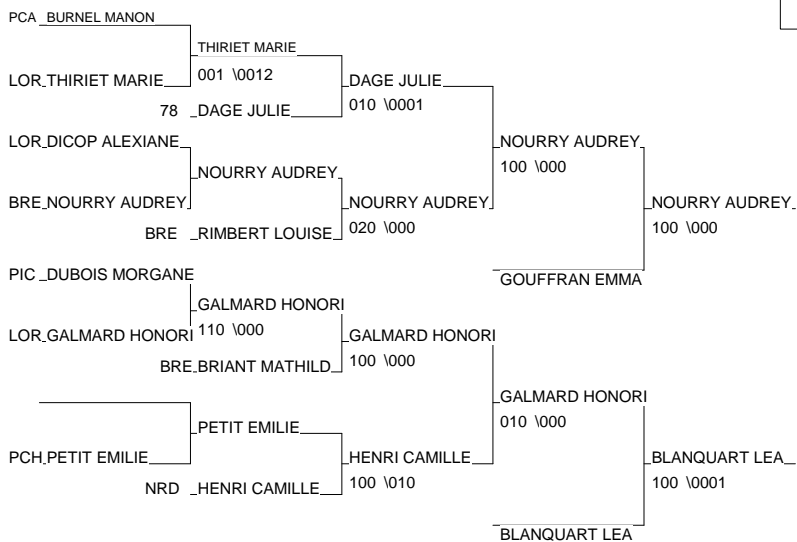 PCA BURNEL MANON
THIRIET MARIE
LOR THIRIET MARIE 001 \0012 DAGE JULIE
78 DAGE JULIE 010 \0001
LOR DICOP ALEXIANE NOURRY AUDREY
NOURRY AUDREY 100 \000
BRE NOURRY AUDREY NOURRY AUDREY NOURRY AUDREY
BRE RIMBERT LOUISE 020 \000 100 \000
PIC DUBOIS MORGANE GOUFFRAN EMMA
GALMARD HONORI
LOR GALMARD HONORI 110 \000 GALMARD HONORI
BRE BRIANT MATHILD 100 \000
GALMARD HONORI
PETIT EMILIE 010 \000
PCH PETIT EMILIE HENRI CAMILLE BLANQUART LEA
NRD HENRI CAMILLE 100 \010 100 \0001
BLANQUART LEA